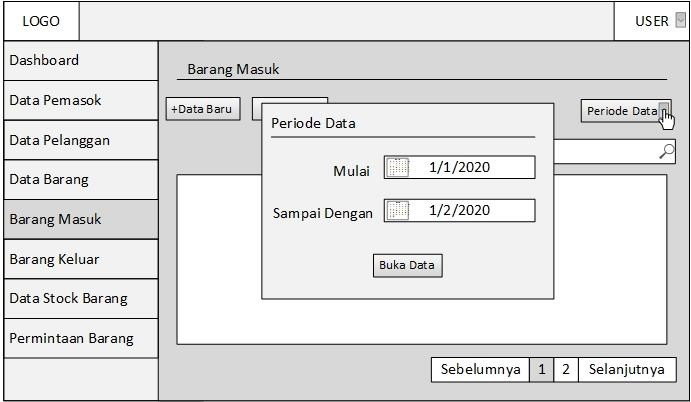 LOGO
USER
Dashboard
Data Pemasok
Data Pelanggan
Data Barang
Barang Masuk
Barang Keluar
Data Stock Barang
Permintaan Barang
Barang Masuk
+Data Baru
Periode Data
Periode Data
Mulai 1/1/2020
Sampai Dengan 1/2/2020
Buka Data
Sebelumnya 1 2 Selanjutnya